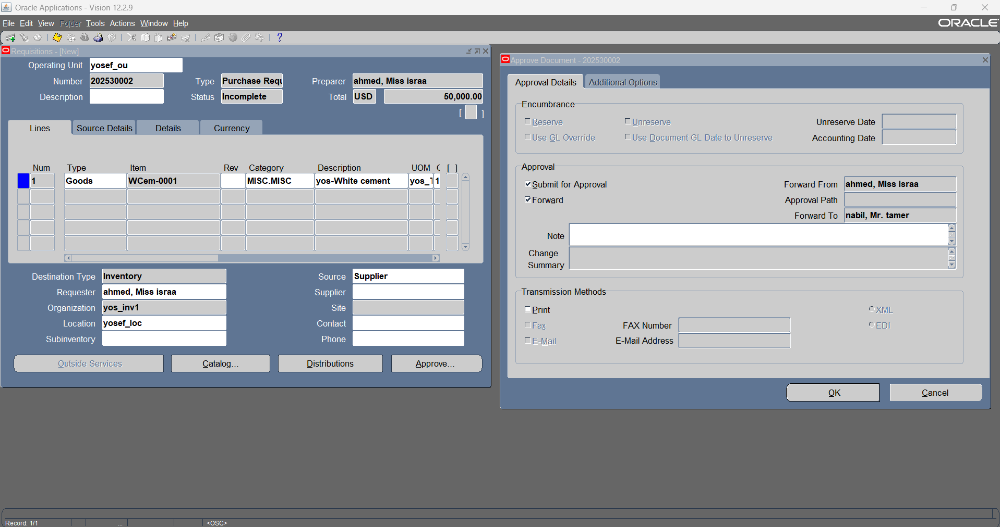 Oracle Applications - Vision 12.2.9
File Edit View Folder Tools Actions Window Help
ORACLE
Requisitions - [New]
Operating Unit yosef_ou
Number 202530002 Type Purchase Requ Preparer ahmed, Miss israa
Description Status Incomplete Total USD 50,000.00
[ ]
Lines Source Details Details Currency
Num Type Item Rev Category Description UOM [ ]
1 Goods WCem-0001 MISC.MISC yos-White cement yos_T 1
Destination Type Inventory Source Supplier
Requester ahmed, Miss israa Supplier
Organization yos_inv1 Site
Location yosef_loc Contact
Subinventory Phone
Outside Services Catalog... Distributions Approve...
Approve Document - 202530002
Approval Details Additional Options
Encumbrance
Reserve Unreserve Unreserve Date
Use GL Override Use Document GL Date to Unreserve Accounting Date
Approval
Submit for Approval Forward From ahmed, Miss israa
Forward Approval Path
Forward To nabil, Mr. tamer
Note
Change
Summary
Transmission Methods
Print XML
Fax FAX Number EDI
E-Mail E-Mail Address
OK Cancel
Record: 1/1 ... <OSC>